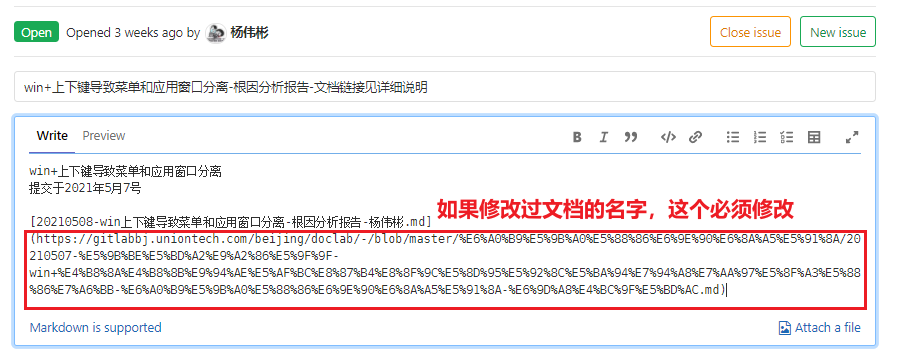 Open Opened 3 weeks ago by 杨伟彬 Close issue New issue
win+上下键导致菜单和应用窗口分离-根因分析报告-文档链接见详细说明
Write Preview
win+上下键导致菜单和应用窗口分离
提交于2021年5月7号
[20210508-win上下键导致菜单和应用窗口分离-根因分析报告-杨伟彬.md]
如果修改过文档的名字，这个必须修改
(https://gitlabbj.uniontech.com/beijing/doclab/-/blob/master/%E6%A0%B9%E5%9B%A0%E5%88%86%E6%9E%90%E6%8A%A5%E5%91%8A/20
210507-%E5%9B%BE%E5%BD%A2%E9%A2%86%E5%9F%9F-
win+%E4%B8%8A%E4%B8%8B%E9%94%AE%E5%AF%BC%E8%87%B4%E8%8F%9C%E5%8D%95%E5%92%8C%E5%BA%94%E7%94%A8%E7%AA%97%E5%8F%A3%E5%88
%86%E7%A6%BB-%E6%A0%B9%E5%9B%A0%E5%88%86%E6%9E%90%E6%8A%A5%E5%91%8A-%E6%9D%A8%E4%BC%9F%E5%BD%AC.md)
Markdown is supported Attach a file